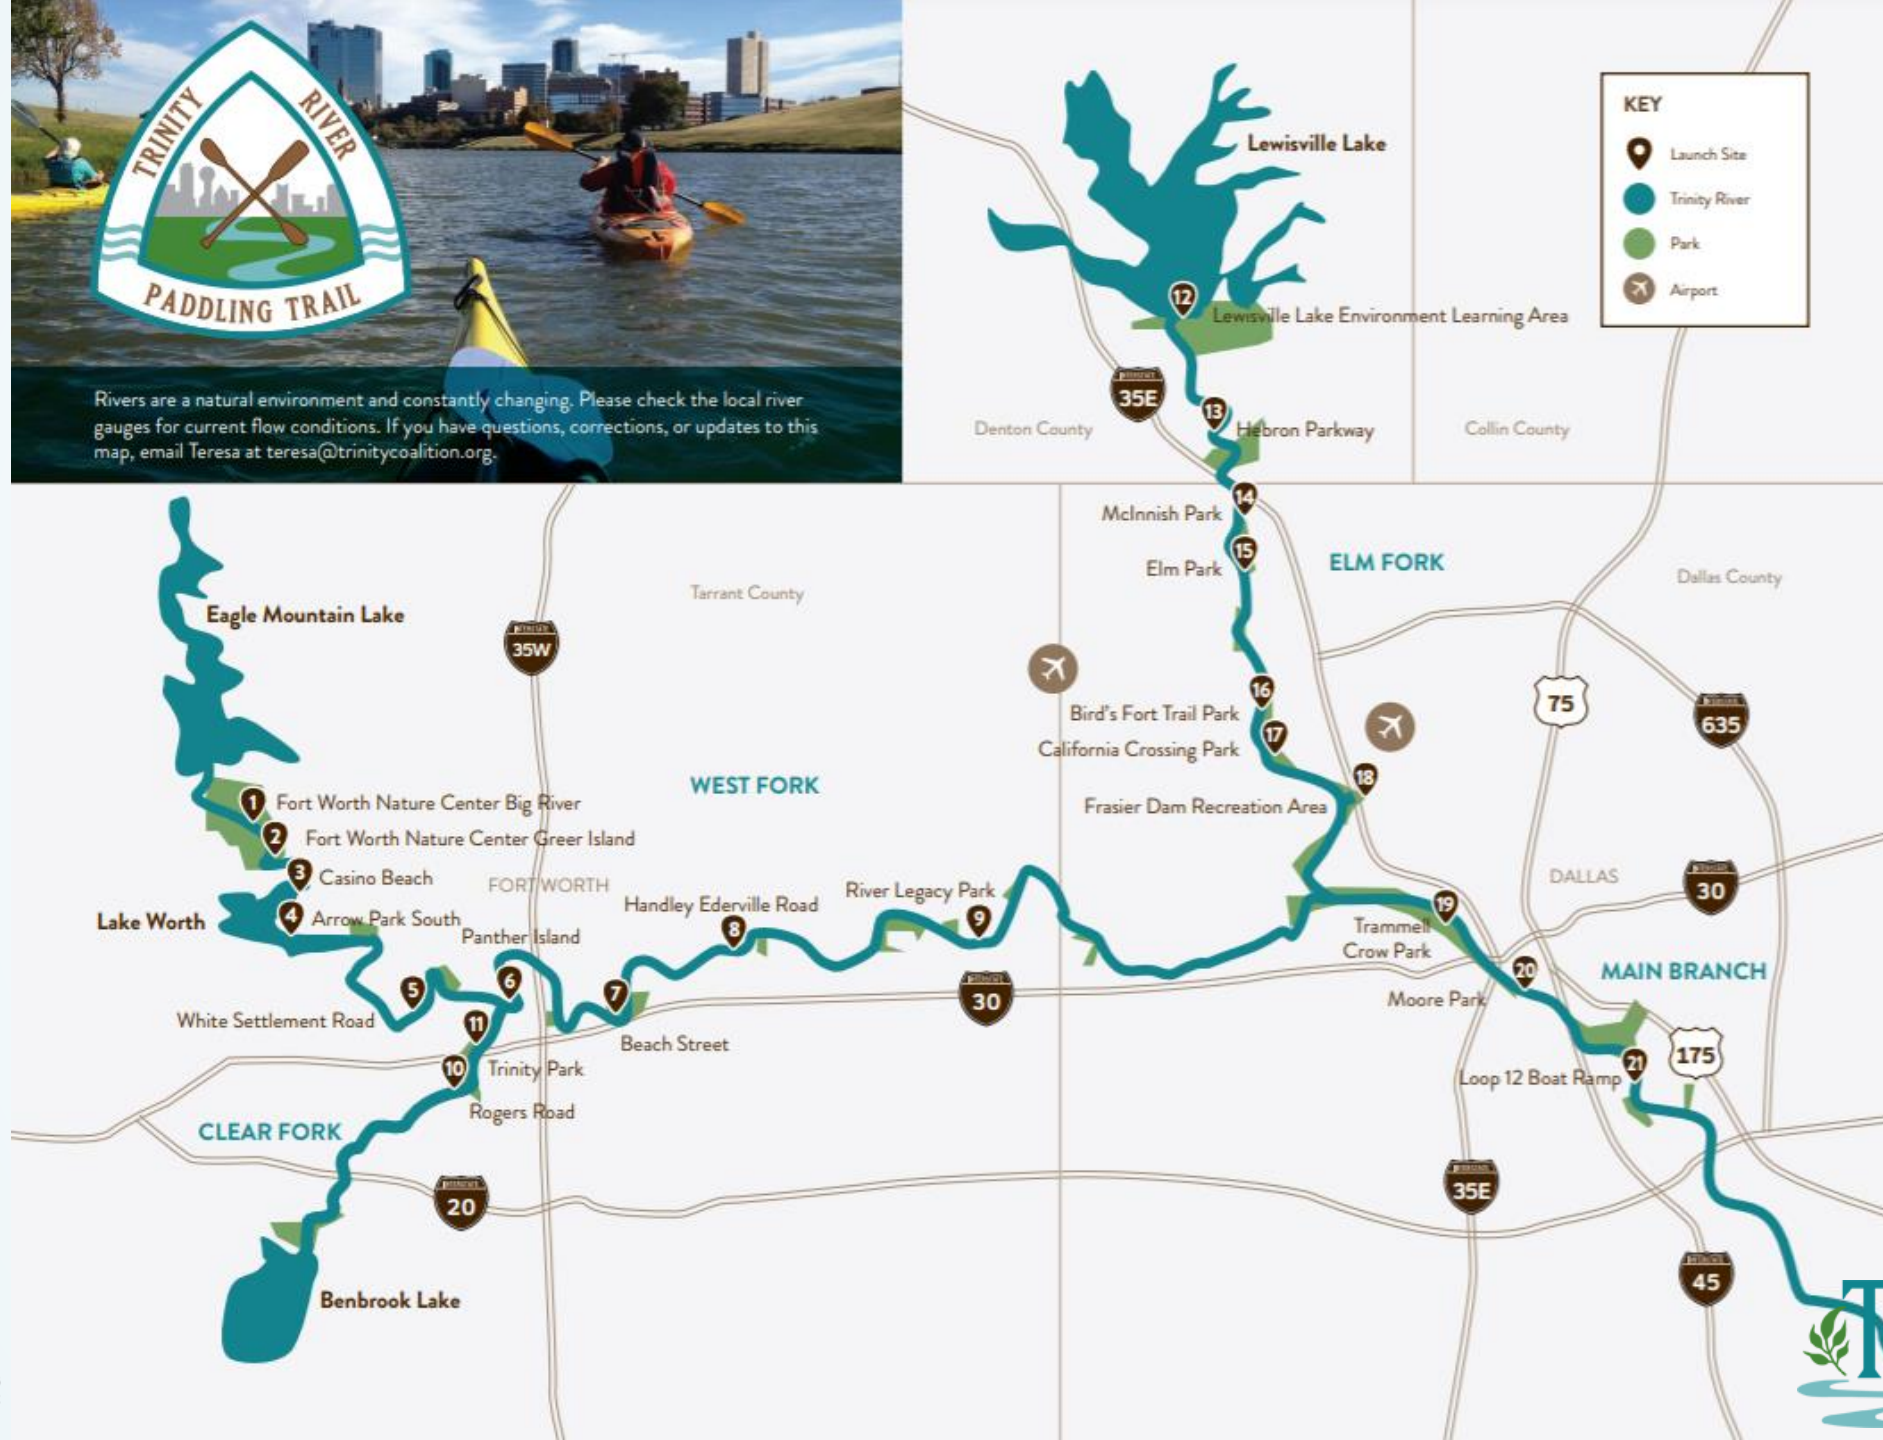 TRINITY
RIVER
PADDLING TRAIL
Rivers are a natural environment and constantly changing. Please check the local river
gauges for current flow conditions. If you have questions, corrections, or updates to this
map, email Teresa at teresa@trinitycoalition.org.
KEY
Launch Site
Trinity River
Park
Airport
Lewisville Lake
12
Lewisville Lake Environment Learning Area
35E
13
Hebron Parkway
Denton County
Collin County
14
McInnish Park
15
Elm Park
ELM FORK
Dallas County
Tarrant County
Eagle Mountain Lake
35W
16
Bird's Fort Trail Park
17
California Crossing Park
75
635
18
Frasier Dam Recreation Area
WEST FORK
1
Fort Worth Nature Center Big River
2
Fort Worth Nature Center Greer Island
3
Casino Beach
FORT WORTH
4
Arrow Park South
Lake Worth
Panther Island
Handley Ederville Road
8
River Legacy Park
9
DALLAS
30
19
Trammell
Crow Park
20
Moore Park
MAIN BRANCH
5
White Settlement Road
6
7
Beach Street
30
11
Trinity Park
10
Rogers Road
CLEAR FORK
21
Loop 12 Boat Ramp
175
20
35E
45
Benbrook Lake